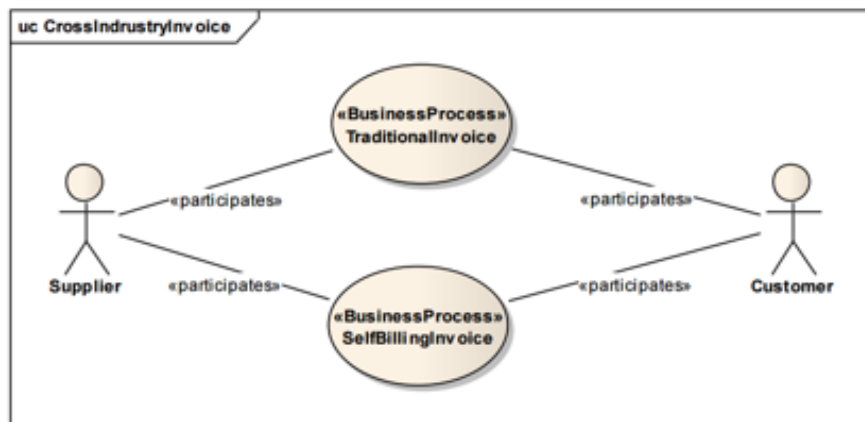 uc CrossIndrustryInvoice
«BusinessProcess»
TraditionalInvoice
«participates»
«participates»
Supplier
Customer
«participates»
«participates»
«BusinessProcess»
SelfBillingInvoice